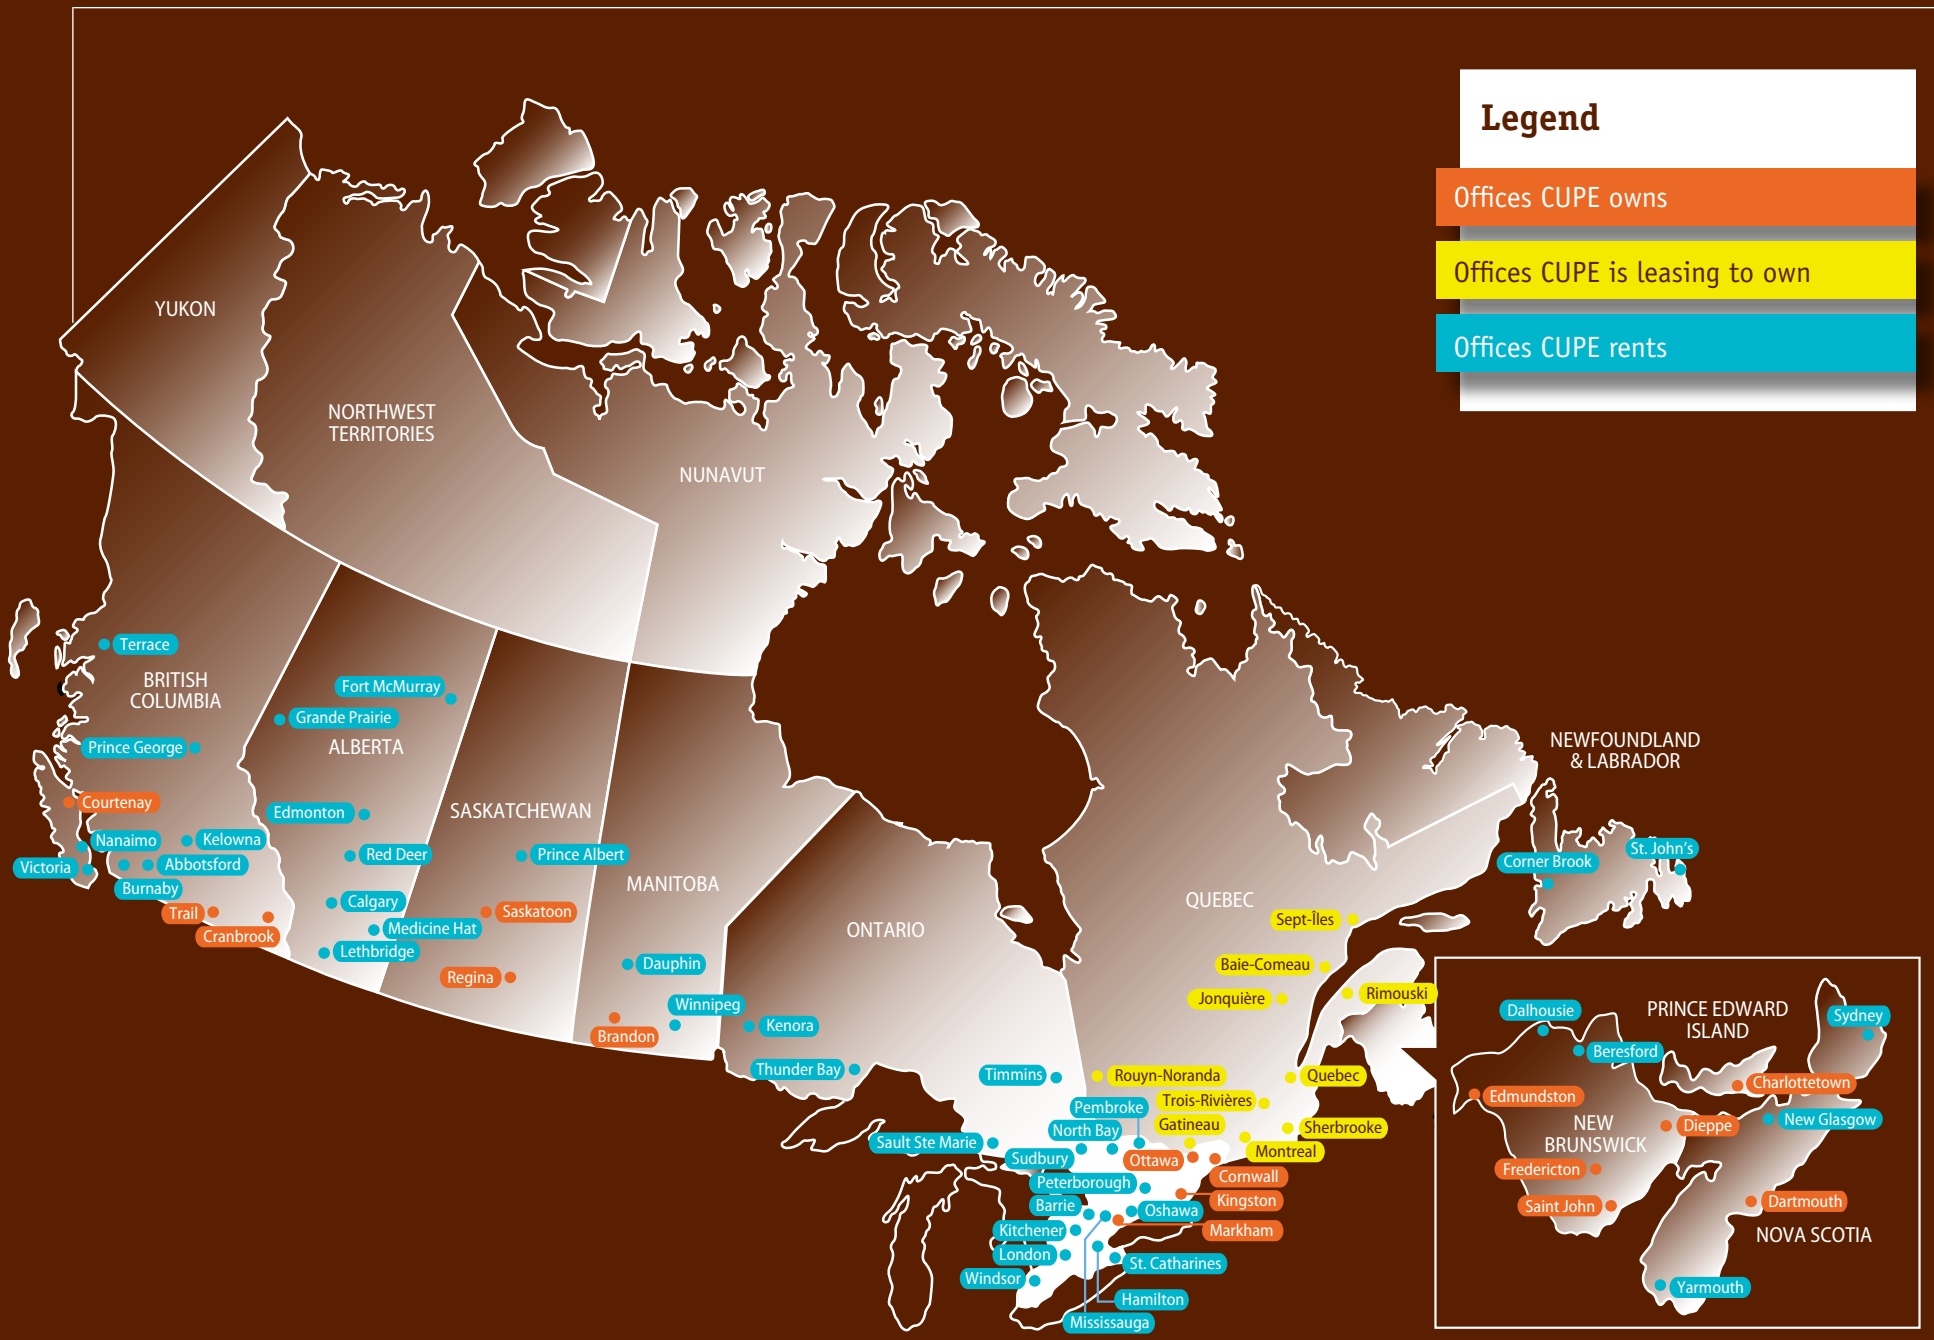 Legend
Offices CUPE owns
Offices CUPE is leasing to own
Offices CUPE rents
YUKON
NORTHWEST
TERRITORIES
NUNAVUT
Terrace
BRITISH
COLUMBIA
Prince George
Courtenay
Nanaimo
Kelowna
Victoria
Abbotsford
Burnaby
Trail
Cranbrook
Fort McMurray
Grande Prairie
ALBERTA
Edmonton
Red Deer
Calgary
Medicine Hat
Lethbridge
SASKATCHEWAN
Prince Albert
Saskatoon
Regina
MANITOBA
Dauphin
Winnipeg
Brandon
ONTARIO
Kenora
Thunder Bay
Timmins
Pembroke
North Bay
Sault Ste Marie
Sudbury
Ottawa
Cornwall
Peterborough
Kingston
Barrie
Oshawa
Kitchener
Markham
London
St. Catharines
Windsor
Hamilton
Mississauga
QUEBEC
Sept-Îles
Baie-Comeau
Jonquière
Rimouski
Rouyn-Noranda
Quebec
Trois-Rivières
Gatineau
Sherbrooke
Montreal
NEWFOUNDLAND
& LABRADOR
St. John's
Corner Brook
Dalhousie
PRINCE EDWARD
ISLAND
Sydney
Beresford
Charlottetown
Edmundston
NEW
BRUNSWICK
Dieppe
New Glasgow
Fredericton
Saint John
Dartmouth
NOVA SCOTIA
Yarmouth